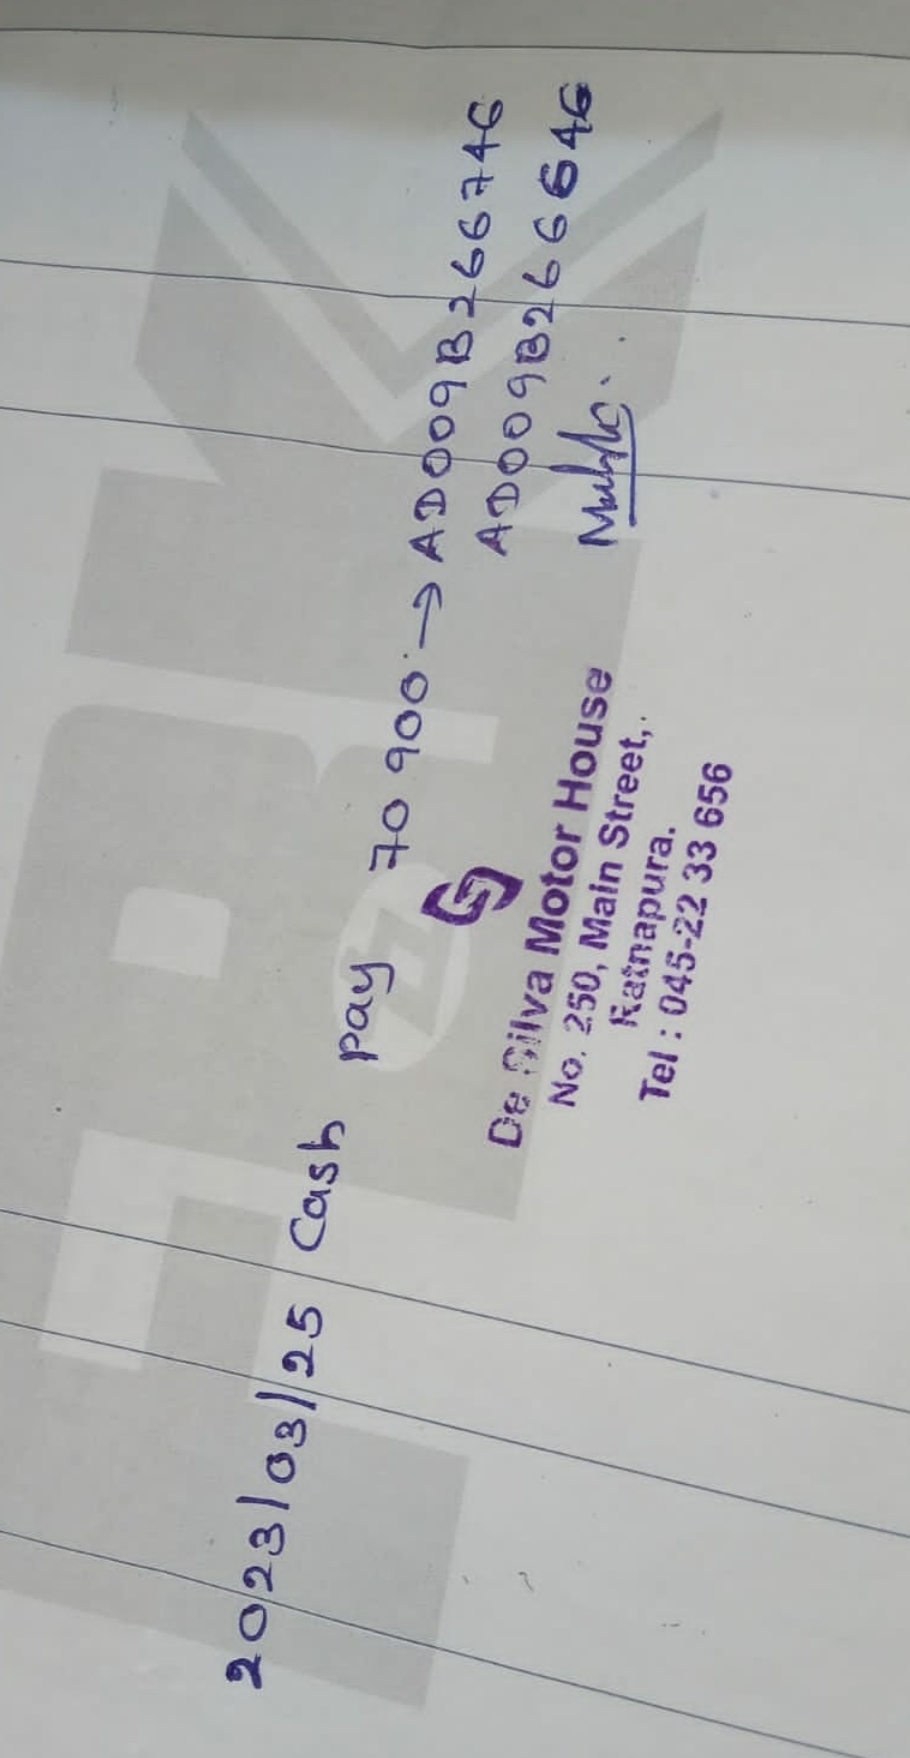 2023/03/25 Cash pay 70 900.→ AD009B266746
AD009B266646
De Silva Motor House
No. 250, Main Street,
Ratnapura.
Tel : 045-22 33 656